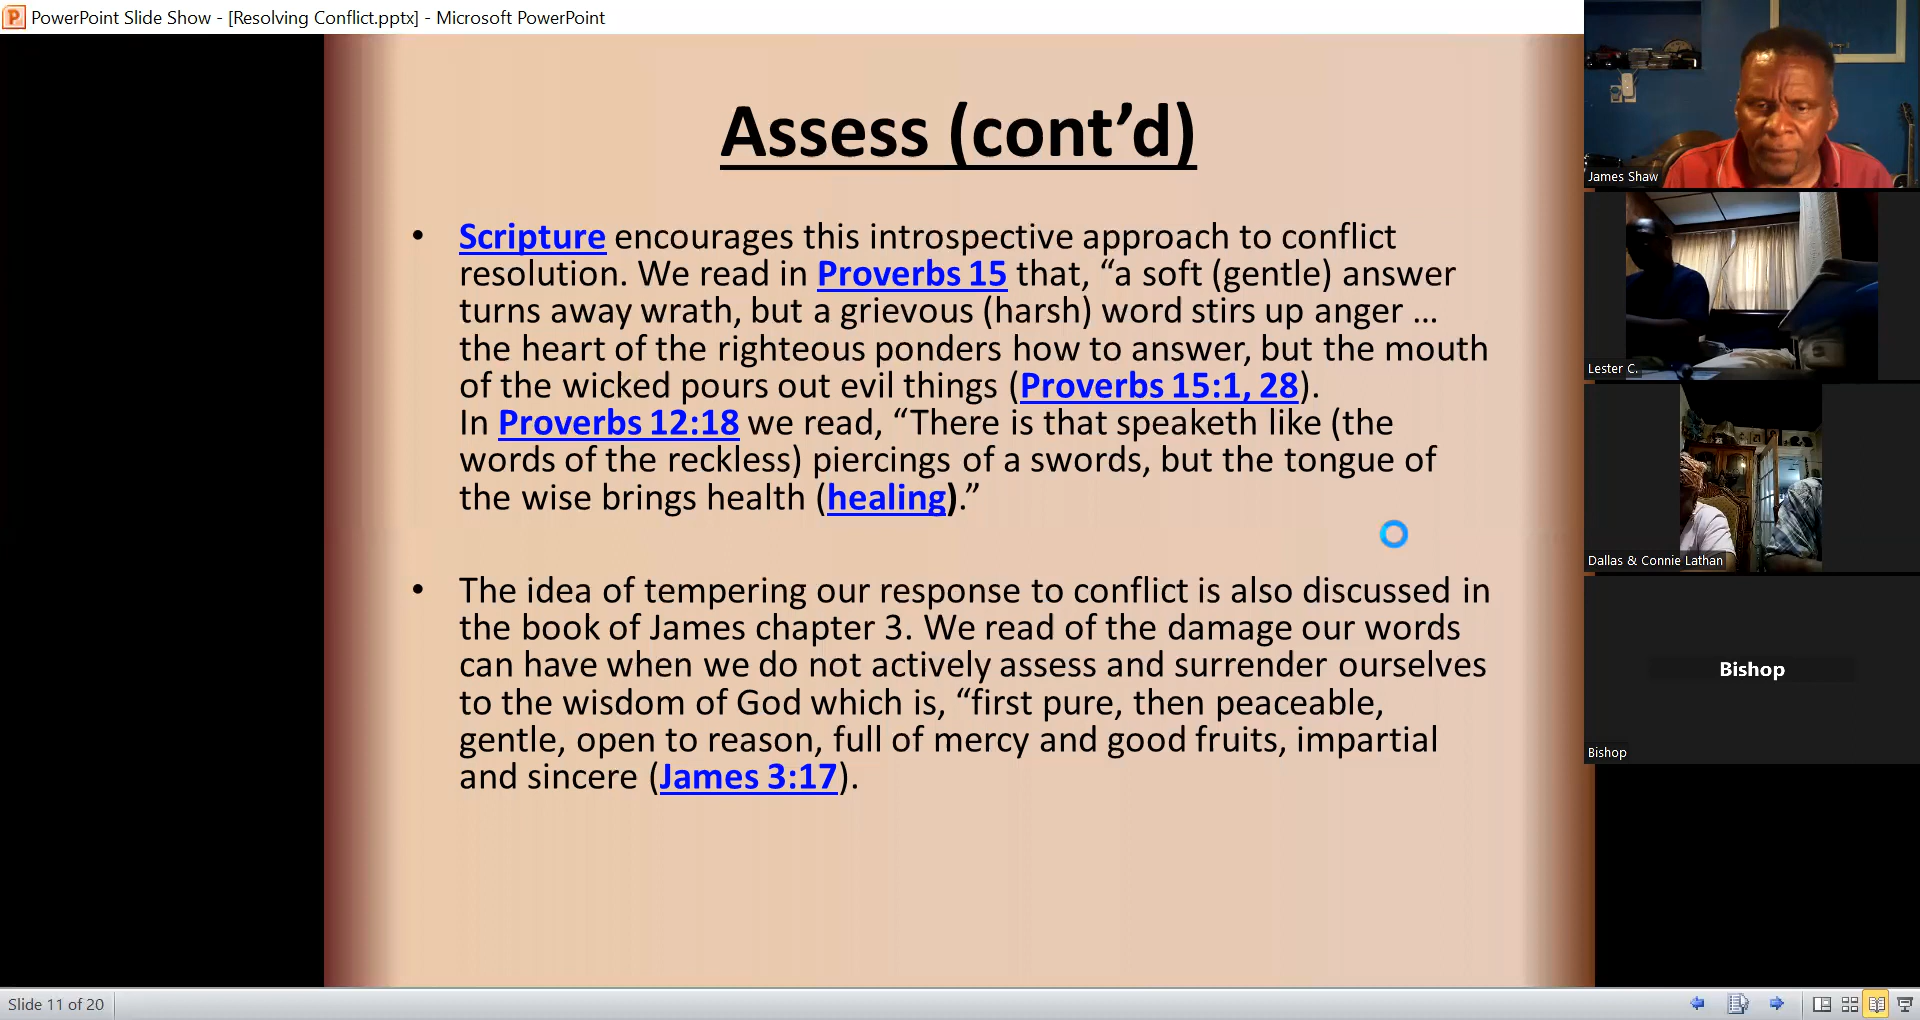 PowerPoint Slide Show - [Resolving Conflict.pptx] - Microsoft PowerPoint
Assess (cont’d)
• Scripture encourages this introspective approach to conflict
resolution. We read in Proverbs 15 that, “a soft (gentle) answer
turns away wrath, but a grievous (harsh) word stirs up anger …
the heart of the righteous ponders how to answer, but the mouth
of the wicked pours out evil things (Proverbs 15:1, 28).
In Proverbs 12:18 we read, “There is that speaketh like (the
words of the reckless) piercings of a swords, but the tongue of
the wise brings health (healing).”
• The idea of tempering our response to conflict is also discussed in
the book of James chapter 3. We read of the damage our words
can have when we do not actively assess and surrender ourselves
to the wisdom of God which is, “first pure, then peaceable,
gentle, open to reason, full of mercy and good fruits, impartial
and sincere (James 3:17).
James Shaw
Lester C.
Dallas & Connie Lathan
Bishop
Bishop
Slide 11 of 20